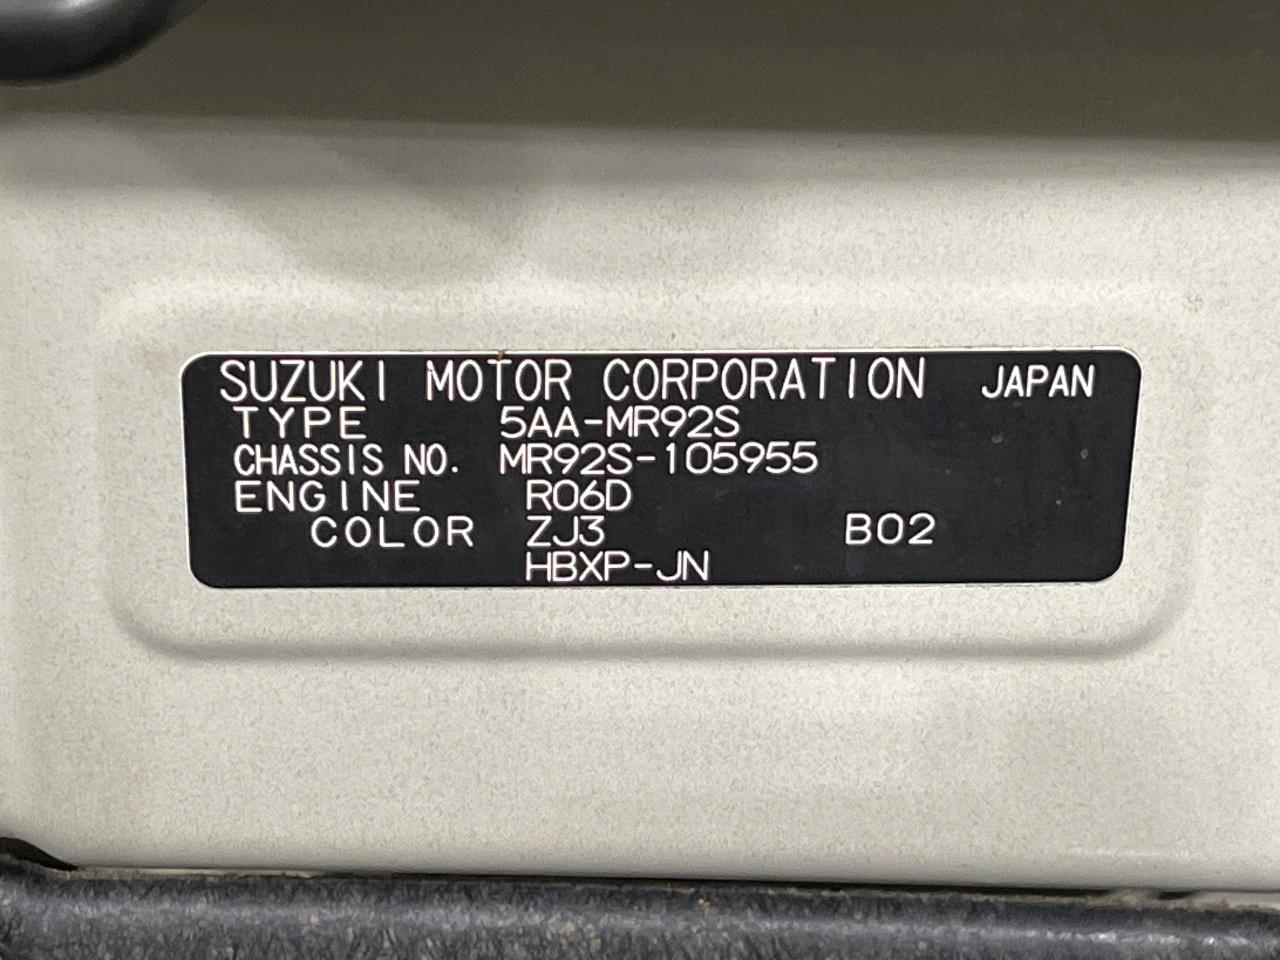 SUZUKI MOTOR CORPORATION JAPAN
TYPE 5AA-MR92S
CHASSIS NO. MR92S-105955
ENGINE R06D
COLOR ZJ3 B02
HBXP-JN